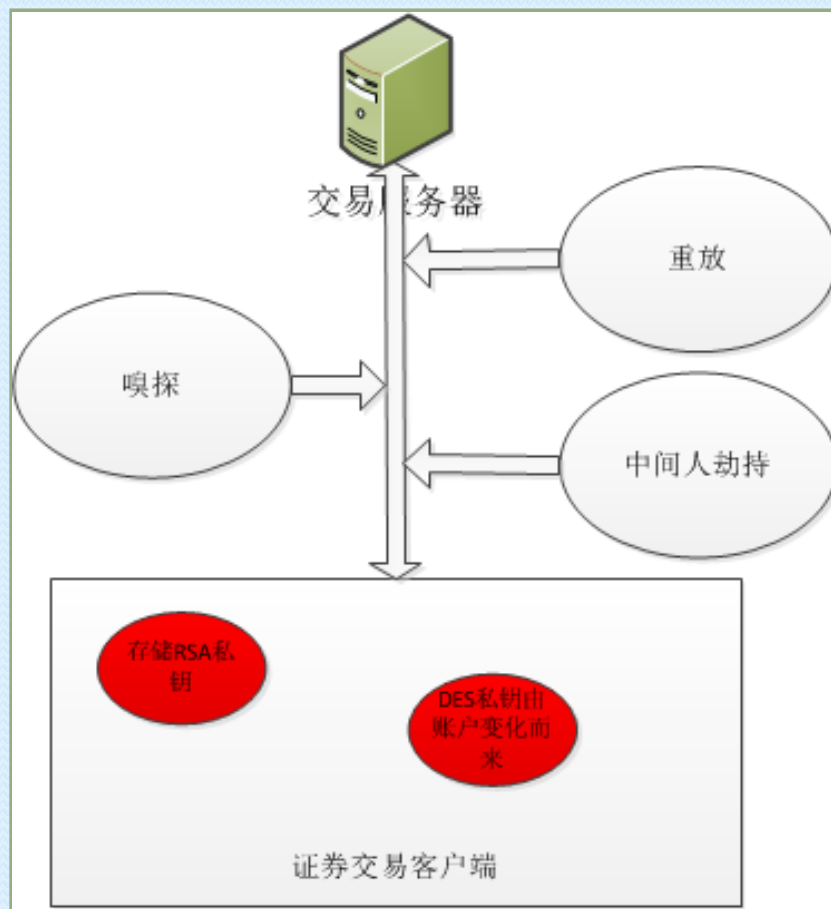 交易服务器
重放
嗅探
中间人劫持
存储RSA私
钥
DES私钥由
账户变化而
来
证券交易客户端